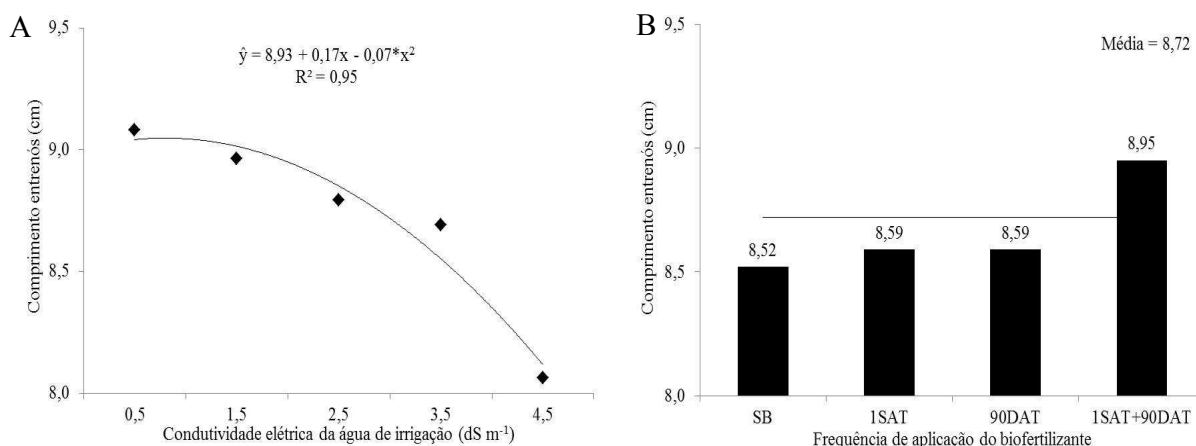 A
9,5
ŷ = 8,93 + 0,17x - 0,07*x²
R² = 0,95
Comprimento entrenós (cm)
9,0
8,5
8,0
0,5 1,5 2,5 3,5 4,5
Condutividade elétrica da água de irrigação (dS m⁻¹)
B
9,5
Média = 8,72
Comprimento entrenós (cm)
9,0
8,5
8,0
8,52 8,59 8,59 8,95
SB 1SAT 90DAT 1SAT+90DAT
Frequência de aplicação do biofertilizante